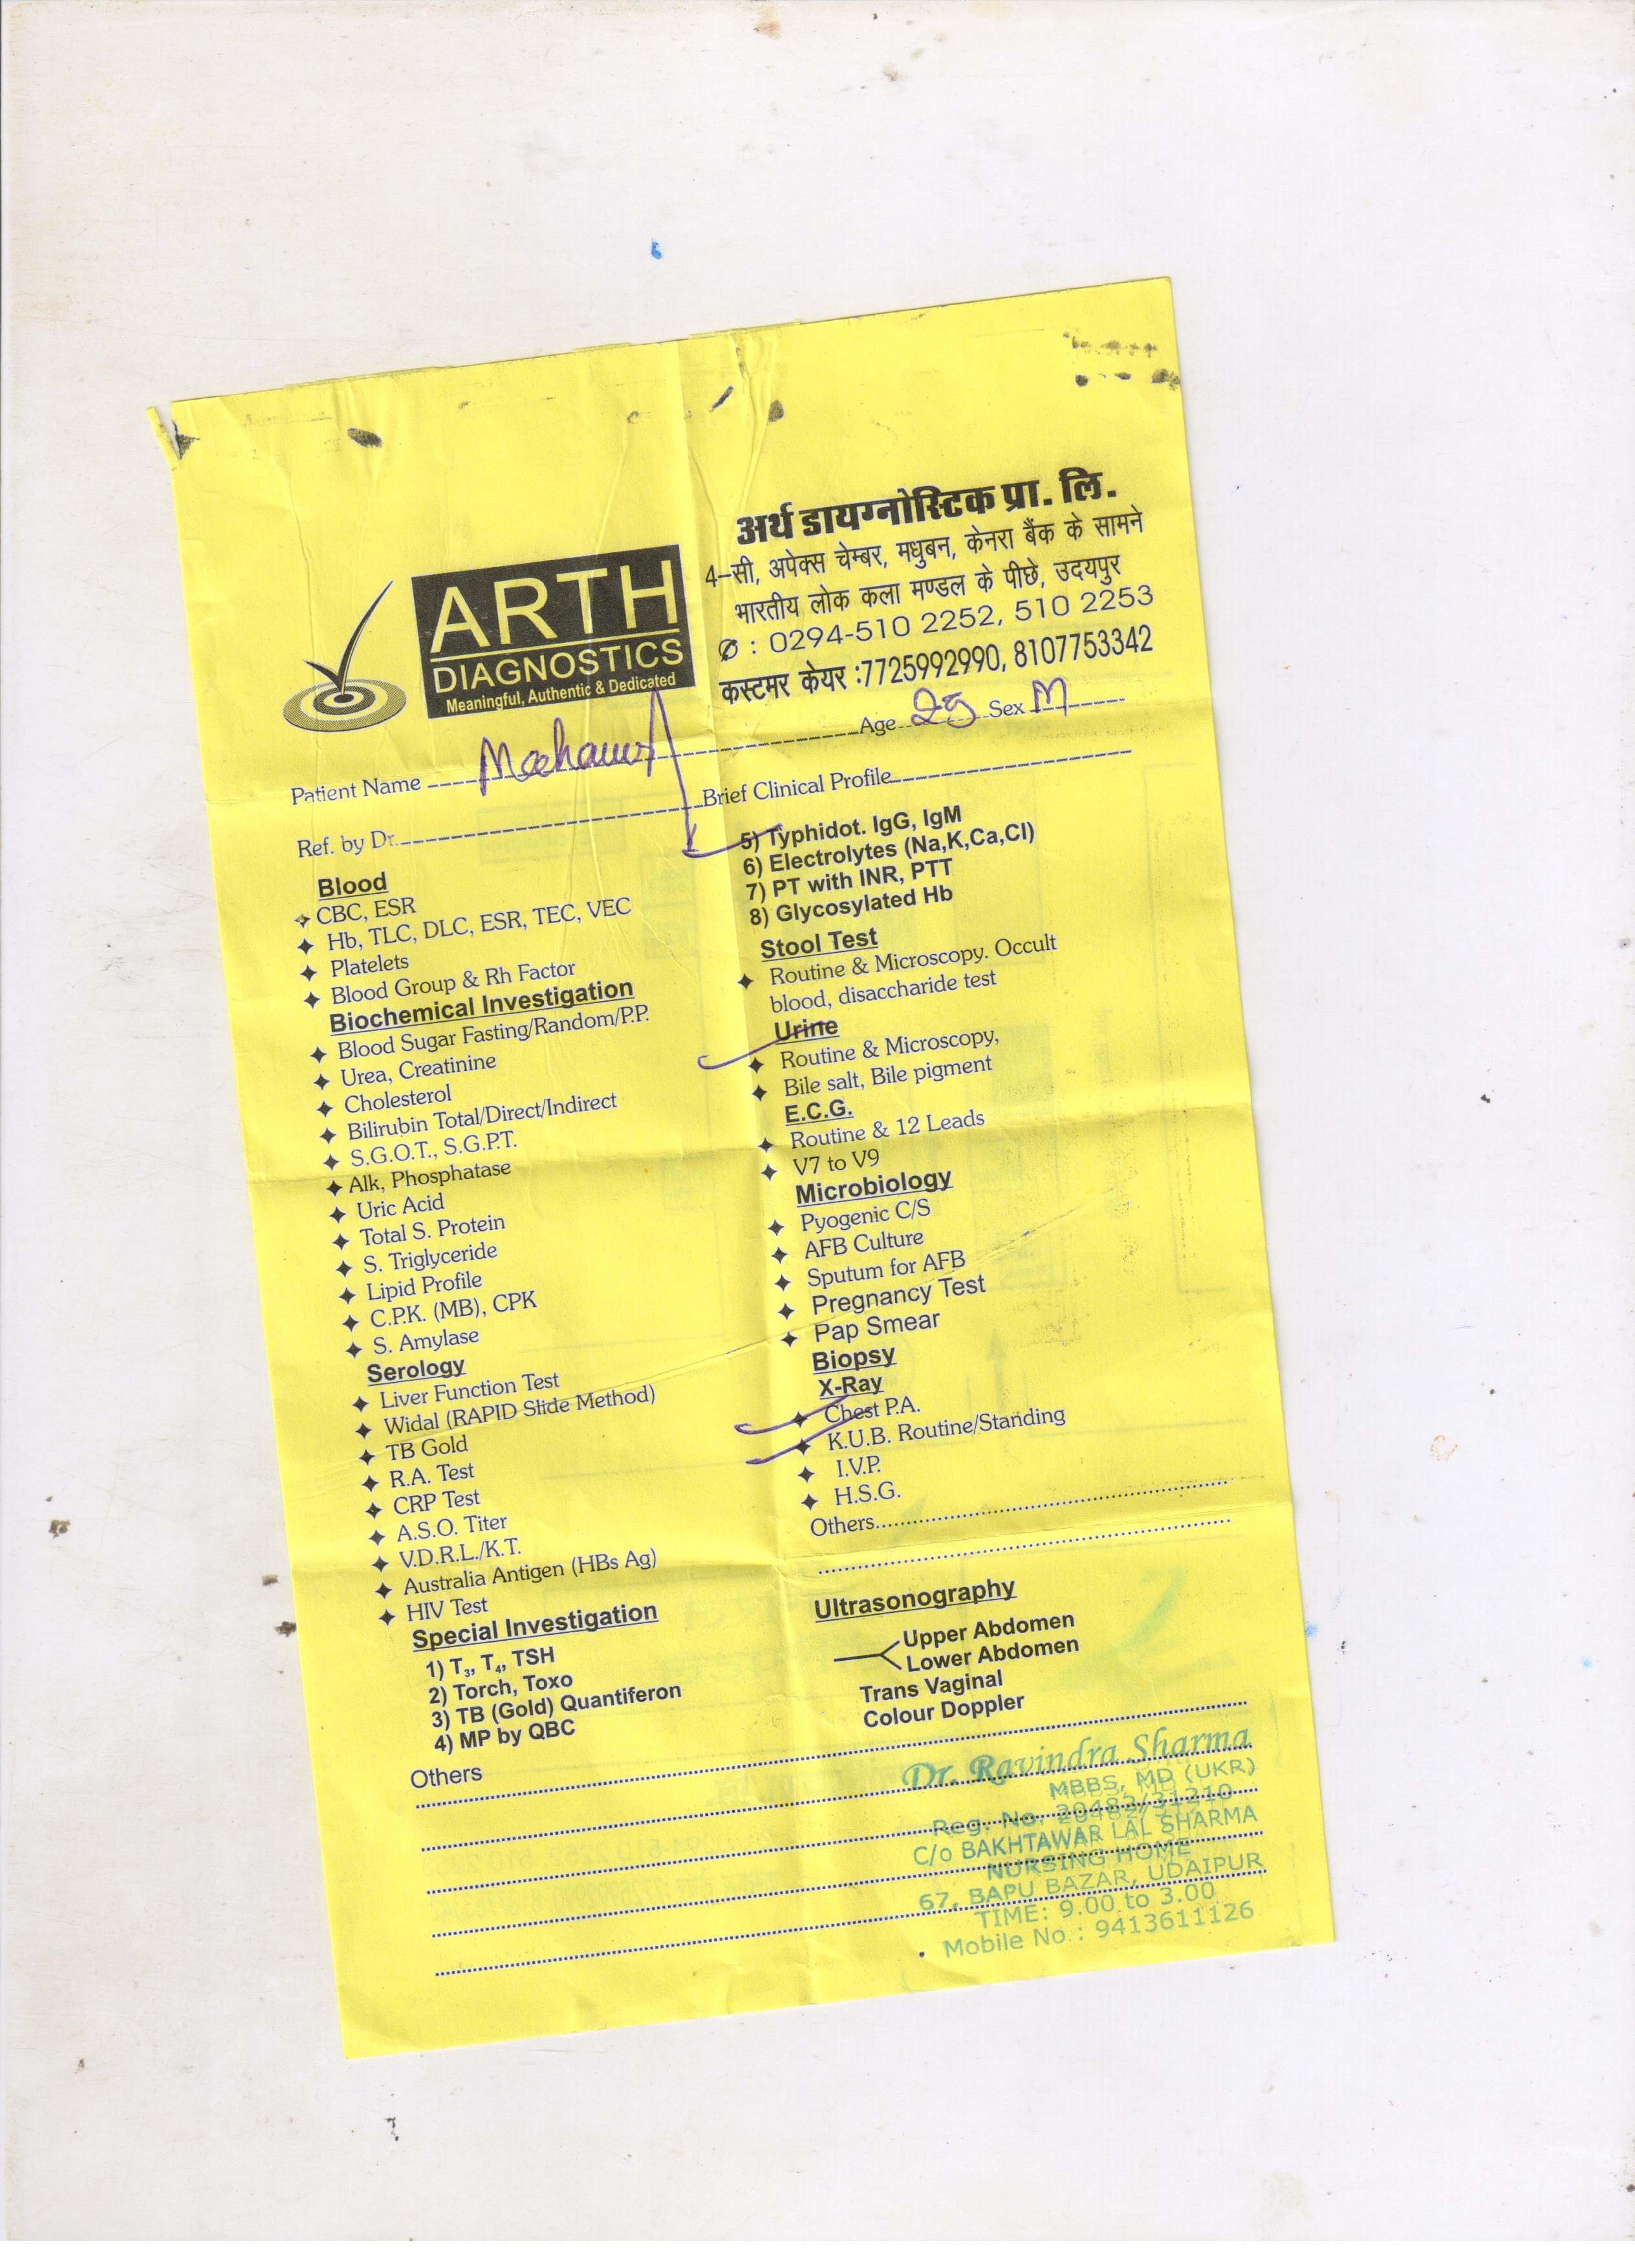 अर्थ डायग्नोस्टिक प्रा. लि.
4-सी, अपेक्स चेम्बर, मधुबन, केनरा बैंक के सामने
भारतीय लोक कला मण्डल के पीछे, उदयपुर
: 0294-510 2252, 510 2253
कस्टमर केयर :7725992990, 8107753342
ARTH
DIAGNOSTICS
Meaningful, Authentic & Dedicated
Patient Name Age Sex M
Ref. by Dr. Brief Clinical Profile
Blood
CBC, ESR
Hb, TLC, DLC, ESR, TEC, VEC
Platelets
Blood Group & Rh Factor
Biochemical Investigation
Blood Sugar Fasting/Random/P.P.
Urea, Creatinine
Cholesterol
Bilirubin Total/Direct/Indirect
S.G.O.T., S.G.P.T.
Alk, Phosphatase
Uric Acid
Total S. Protein
S. Triglyceride
Lipid Profile
C.P.K. (MB), CPK
S. Amylase
Serology
Liver Function Test
Widal (RAPID Slide Method)
TB Gold
R.A. Test
CRP Test
A.S.O. Titer
V.D.R.L./K.T.
Australia Antigen (HBs Ag)
HIV Test
Special Investigation
1) T3, T4, TSH
2) Torch, Toxo
3) TB (Gold) Quantiferon
4) MP by QBC
Others
5) Typhidot. IgG, IgM
6) Electrolytes (Na,K,Ca,Cl)
7) PT with INR, PTT
8) Glycosylated Hb
Stool Test
Routine & Microscopy. Occult
blood, disaccharide test
Urine
Routine & Microscopy,
Bile salt, Bile pigment
E.C.G.
Routine & 12 Leads
V7 to V9
Microbiology
Pyogenic C/S
AFB Culture
Sputum for AFB
Pregnancy Test
Pap Smear
Biopsy
X-Ray
Chest P.A.
K.U.B. Routine/Standing
I.V.P.
H.S.G.
Others
Ultrasonography
Upper Abdomen
Lower Abdomen
Trans Vaginal
Colour Doppler
Dr. Ravindra Sharma
MBBS, MD (UKR)
Reg. No. 20482/31210
C/o BAKHTAWAR LAL SHARMA
NURSING HOME
67, BAPU BAZAR, UDAIPUR
TIME: 9.00 to 3.00
Mobile No.: 9413611126